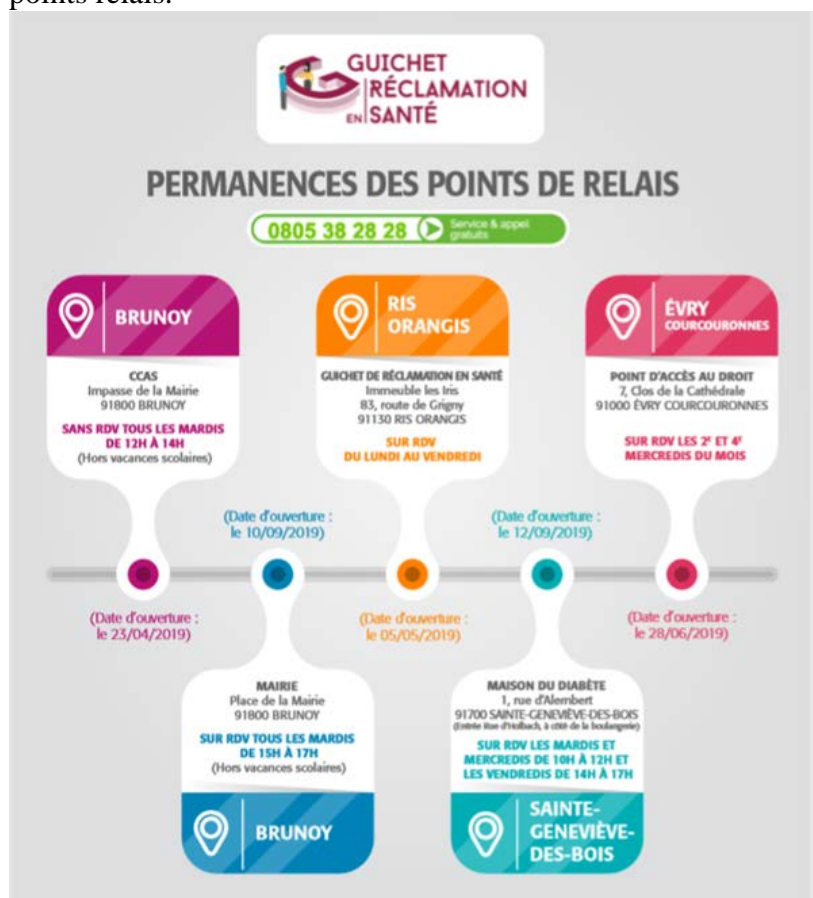 points relais.
GUICHET
RÉCLAMATION
EN SANTÉ
PERMANENCES DES POINTS DE RELAIS
0805 38 28 28 Service & appel
gratuits
BRUNOY
CCAS
Impasse de la Mairie
91800 BRUNOY
SANS RDV TOUS LES MARDIS
DE 12H À 14H
(Hors vacances scolaires)
RIS
ORANGIS
GUICHET DE RÉCLAMATION EN SANTÉ
Immeuble les Iris
83, route de Grigny
91130 RIS ORANGIS
SUR RDV
DU LUNDI AU VENDREDI
ÉVRY
COURCOURONNES
POINT D'ACCÈS AU DROIT
7, Clos de la Cathédrale
91000 ÉVRY COURCOURONNES
SUR RDV LES 2E ET 4E
MERCREDIS DU MOIS
(Date d'ouverture :
le 10/09/2019)
(Date d'ouverture :
le 12/09/2019)
(Date d'ouverture :
le 23/04/2019)
(Date d'ouverture :
le 05/05/2019)
(Date d'ouverture :
le 28/06/2019)
MAIRIE
Place de la Mairie
91800 BRUNOY
SUR RDV TOUS LES MARDIS
DE 15H À 17H
(Hors vacances scolaires)
BRUNOY
MAISON DU DIABÈTE
1, rue d'Alembert
91700 SAINTE-GENEVIÈVE-DES-BOIS
(Entrée Rue d'Holbach, à côté de la boulangerie)
SUR RDV LES MARDIS ET
MERCREDIS DE 10H À 12H ET
LES VENDREDIS DE 14H À 17H
SAINTE-
GENEVIÈVE-
DES-BOIS